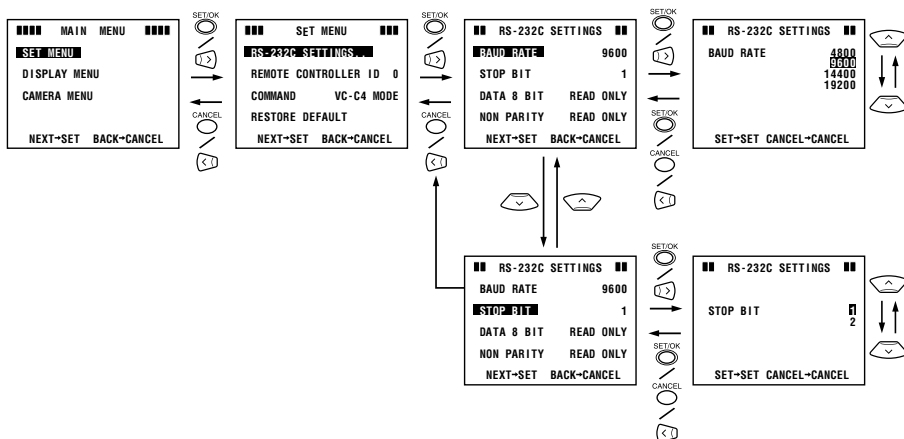 MAIN MENU
SET MENU
DISPLAY MENU
CAMERA MENU
NEXT→SET BACK→CANCEL
SET/OK
CANCEL
SET MENU
RS-232C SETTINGS..
REMOTE CONTROLLER ID 0
COMMAND VC-C4 MODE
RESTORE DEFAULT
NEXT→SET BACK→CANCEL
SET/OK
CANCEL
RS-232C SETTINGS
BAUD RATE 9600
STOP BIT 1
DATA 8 BIT READ ONLY
NON PARITY READ ONLY
NEXT→SET BACK→CANCEL
SET/OK
SET/OK
CANCEL
RS-232C SETTINGS
BAUD RATE 4800
9600
14400
19200
SET→SET CANCEL→CANCEL
RS-232C SETTINGS
BAUD RATE 9600
STOP BIT 1
DATA 8 BIT READ ONLY
NON PARITY READ ONLY
NEXT→SET BACK→CANCEL
SET/OK
SET/OK
CANCEL
RS-232C SETTINGS
STOP BIT 1
2
SET→SET CANCEL→CANCEL